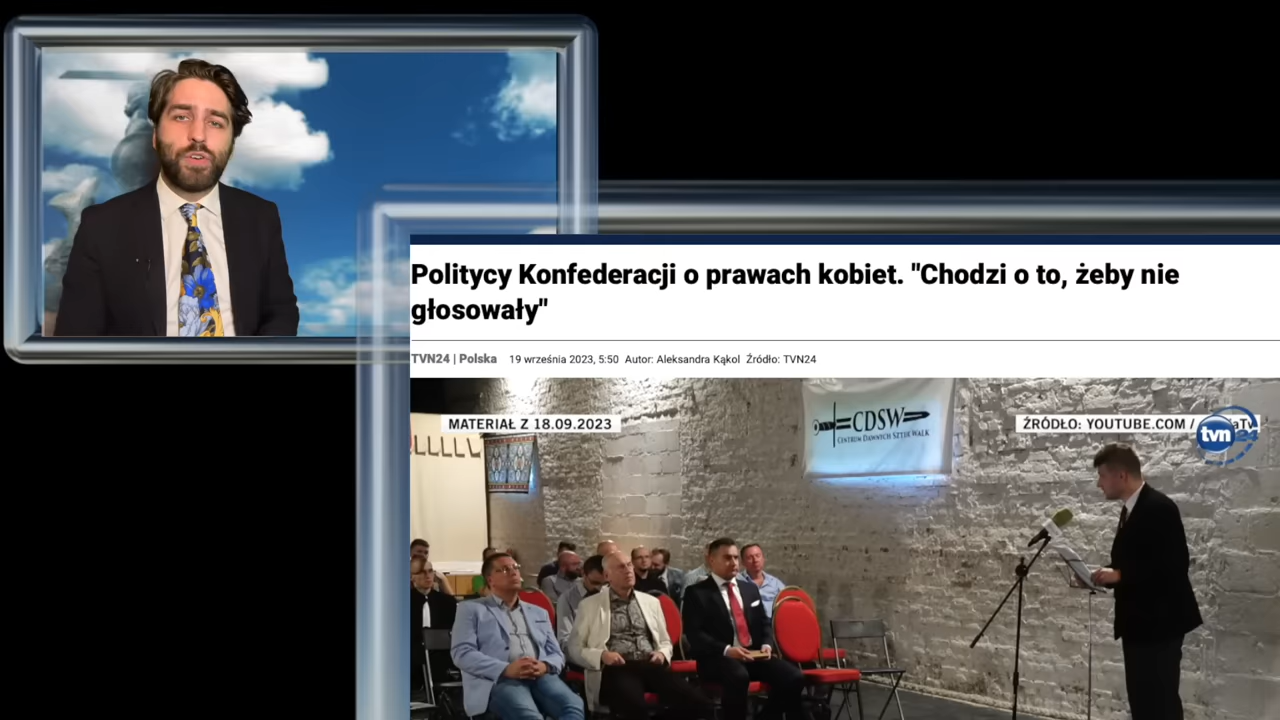 Politycy Konfederacji o prawach kobiet. "Chodzi o to, żeby nie
głosowały"
TVN24 | Polska 19 września 2023, 5:50 Autor: Aleksandra Kąkol Źródło: TVN24
MATERIAŁ Z 18.09.2023
ŹRÓDŁO: YOUTUBE.COM /
tvn24
CDSW
CENTRUM DAWNYCH SZTUK WALK